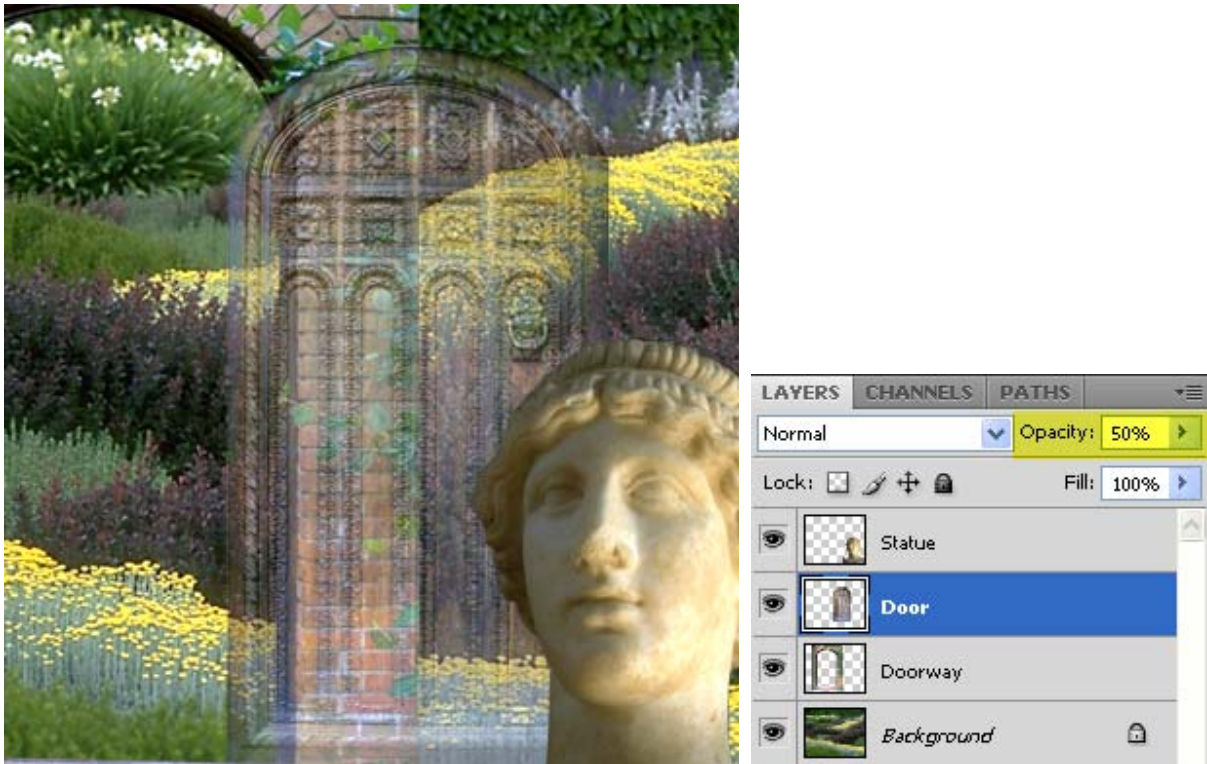 LAYERS CHANNELS PATHS
Normal Opacity: 50%
Lock: Fill: 100%
Statue
Door
Doorway
Background